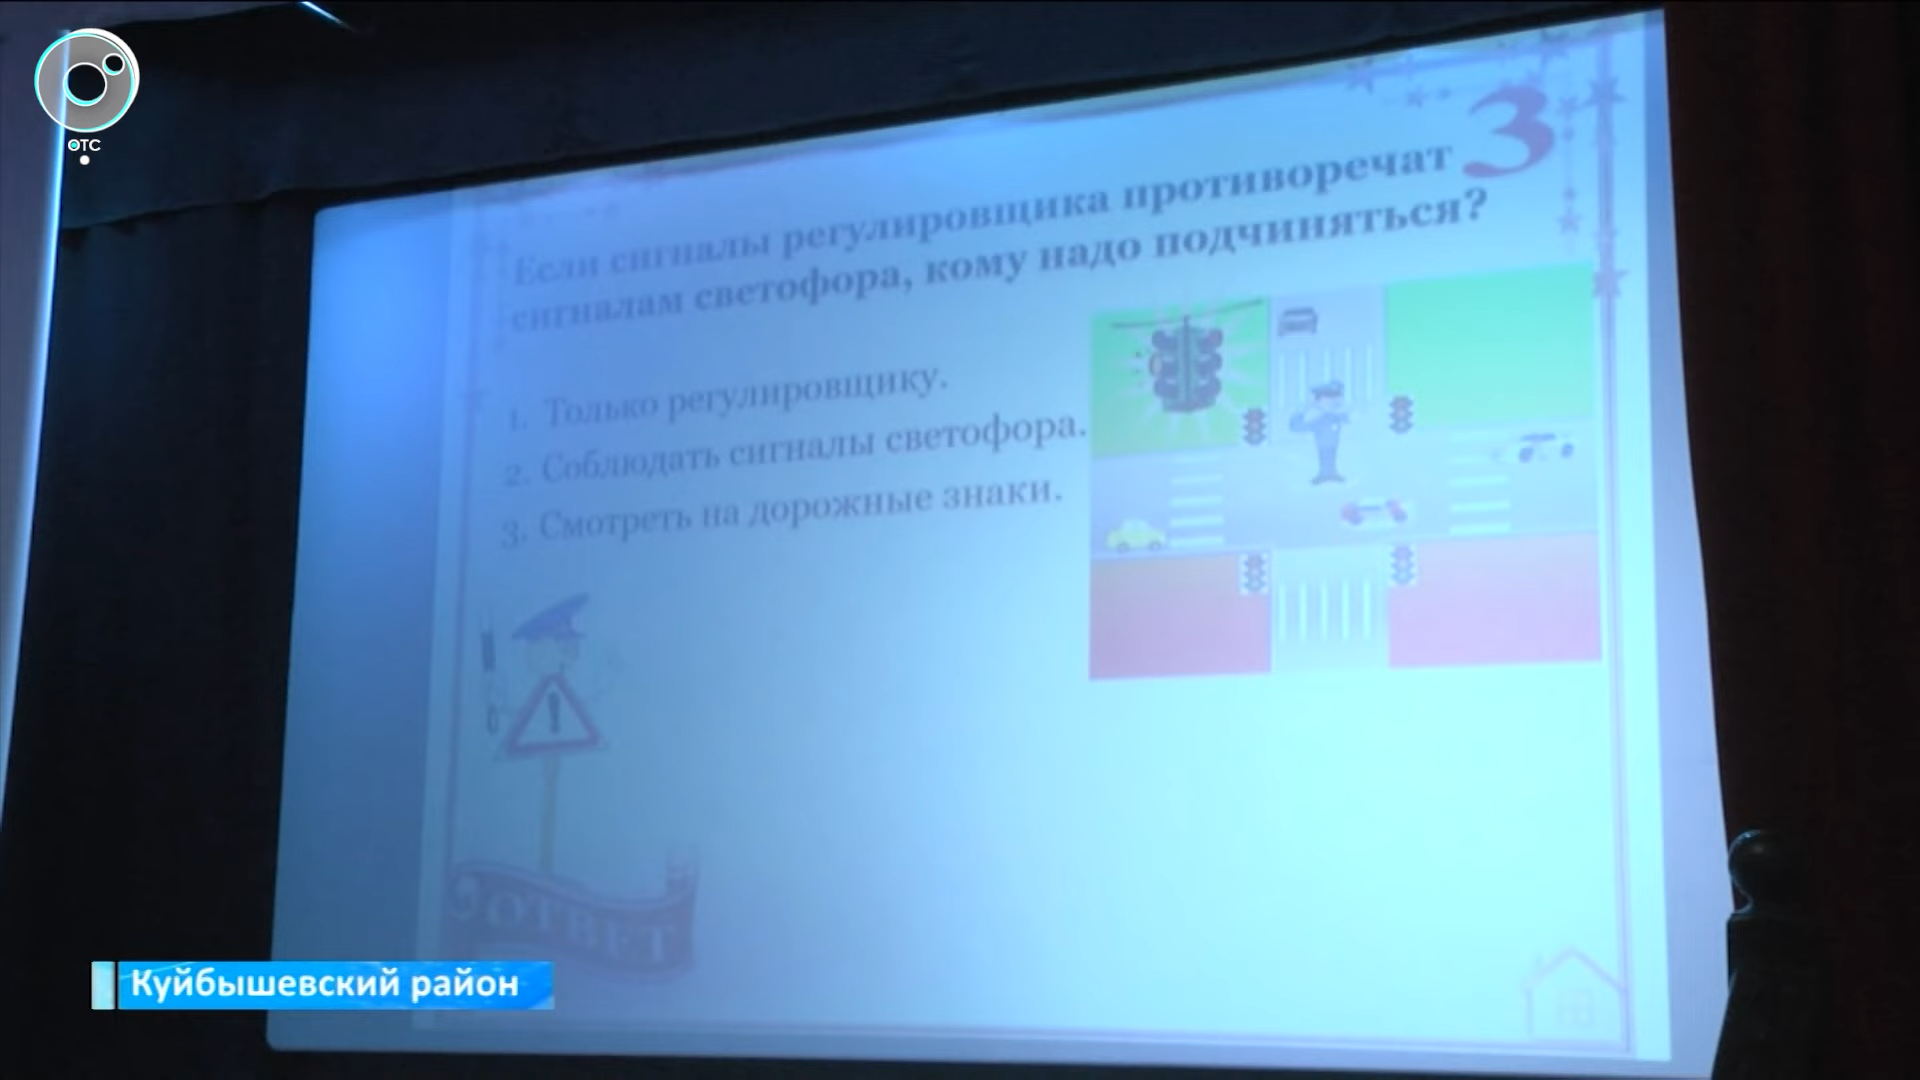 ОТС
3
Если сигналы регулировщика противоречат
сигналам светофора, кому надо подчиняться?
1. Только регулировщику.
2. Соблюдать сигналы светофора.
3. Смотреть на дорожные знаки.
ОТВЕТ
Куйбышевский район